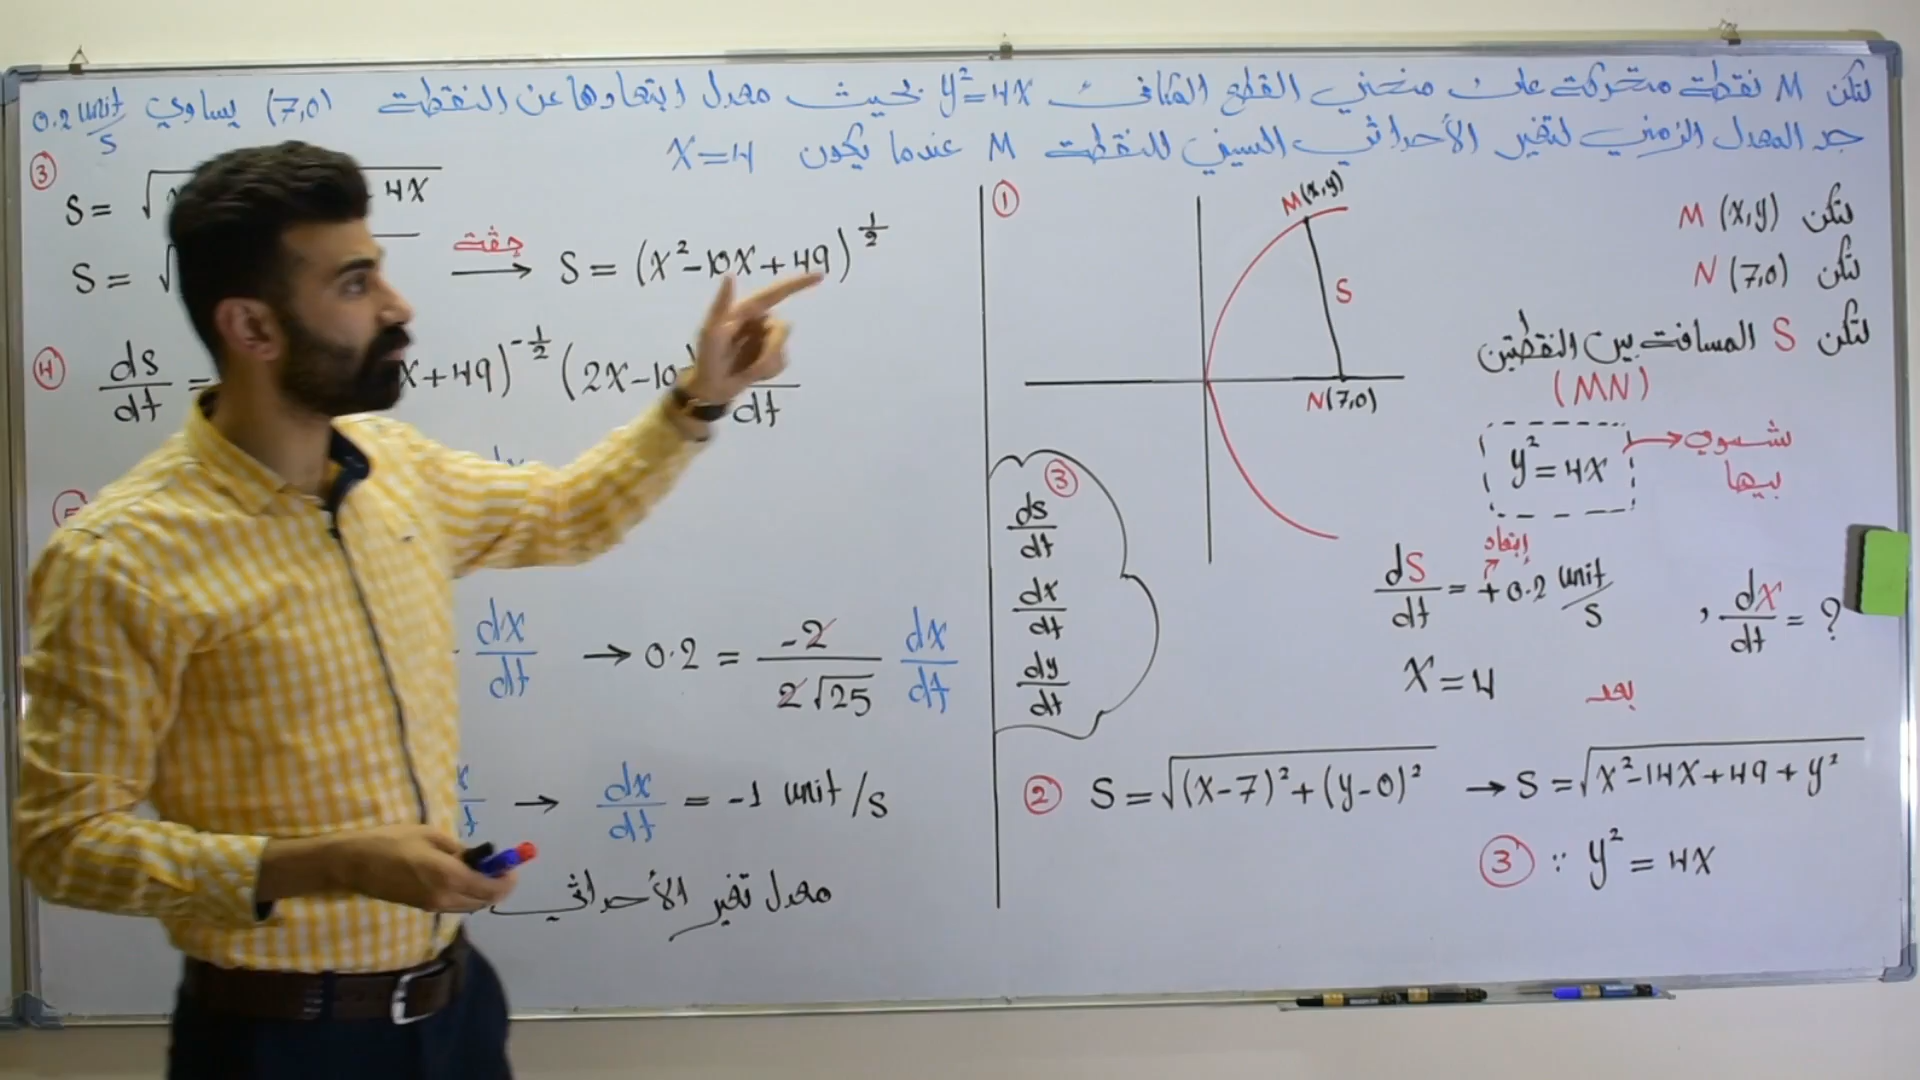 لتكن M نقطة متحركة على منحني القطع المكافئ y²=4x بحيث معدل ابتعادها عن النقطة (7,0) يساوي 0.2 unit/s
جد المعدل الزمني لتغير الأحداثي السيني للنقطة M عندما يكون x=4
①
M(x,y)
S
N(7,0)
لتكن M (x,y)
لتكن N (7,0)
لتكن S المسافة بين النقطتين
(MN)
y²=4x
نسوي بيها
إبتعاد
ds/dt = +0.2 unit/s , dx/dt = ?
x=4
بعد
③
ds/dt
dx/dt
dy/dt
② S=√((x-7)²+(y-0)²) → S=√(x²-14x+49+y²)
③ ∵ y²=4x
③ S= √ 4x
S= √ جفتة → S=(x²-10x+49)^½
④ ds/dt = x+49)^-½ (2x-10 dt
dx/dt → 0.2 = -2/2√25 dx/dt
→ dx/dt = -1 unit/s
معدل تغير الأحداثي